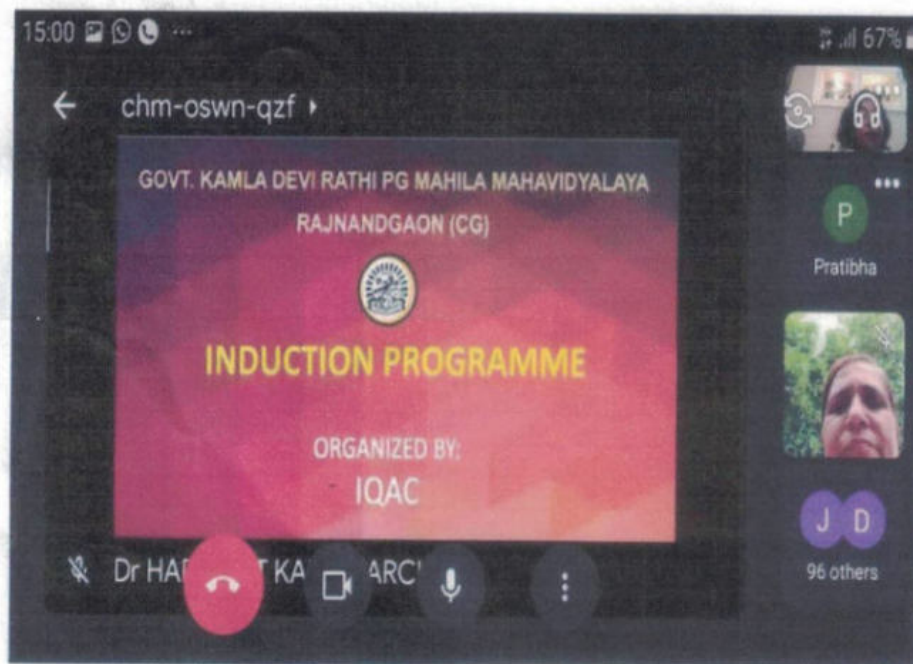 15:00
67%
chm-oswn-qzf
GOVT. KAMLA DEVI RATHI PG MAHILA MAHAVIDYALAYA
RAJNANDGAON (CG)
INDUCTION PROGRAMME
ORGANIZED BY:
IQAC
Dr
P
Pratibha
J D
96 others